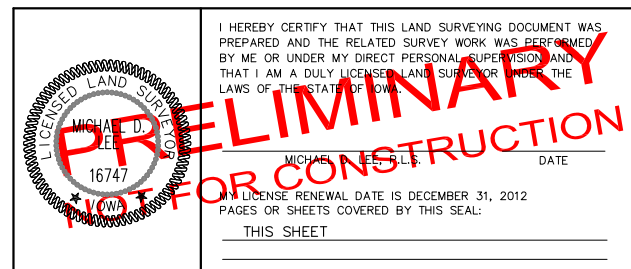 LICENSED LAND SURVEYOR
MICHAEL D.
LEE
16747
IOWA
I HEREBY CERTIFY THAT THIS LAND SURVEYING DOCUMENT WAS
PREPARED AND THE RELATED SURVEY WORK WAS PERFORMED
BY ME OR UNDER MY DIRECT PERSONAL SUPERVISION AND
THAT I AM A DULY LICENSED LAND SURVEYOR UNDER THE
LAWS OF THE STATE OF IOWA.
MICHAEL D. LEE, P.L.S.	DATE
MY LICENSE RENEWAL DATE IS DECEMBER 31, 2012
PAGES OR SHEETS COVERED BY THIS SEAL:
THIS SHEET
PRELIMINARY
NOT FOR CONSTRUCTION